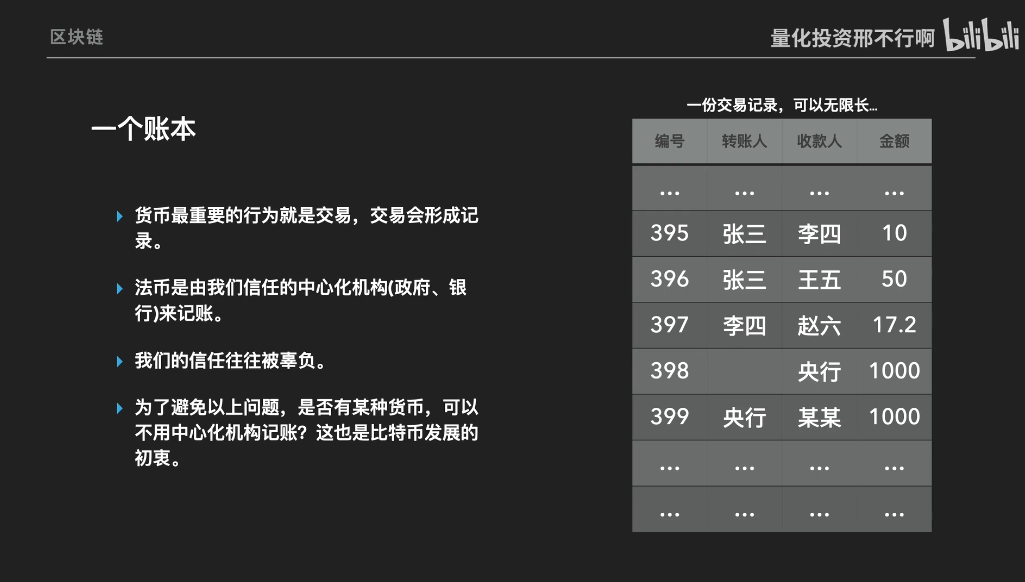 区块链
量化投资邢不行啊 bilibili
一个账本
货币最重要的行为就是交易，交易会形成记
录。
法币是由我们信任的中心化机构(政府、银
行)来记账。
我们的信任往往被辜负。
为了避免以上问题，是否有某种货币，可以
不用中心化机构记账？这也是比特币发展的
初衷。
一份交易记录，可以无限长…
编号 转账人 收款人 金额
… … … …
395 张三 李四 10
396 张三 王五 50
397 李四 赵六 17.2
398 央行 1000
399 央行 某某 1000
… … … …
… … … …